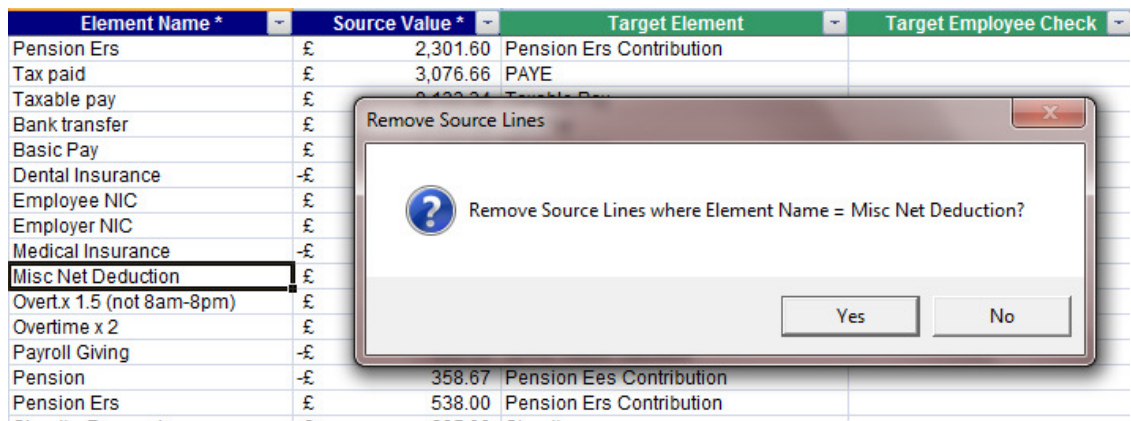 Element Name * Source Value * Target Element Target Employee Check
Pension Ers £ 2,301.60 Pension Ers Contribution
Tax paid £ 3,076.66 PAYE
Taxable pay £
Remove Source Lines
Bank transfer £
Basic Pay £
Dental Insurance -£
Employee NIC £
Remove Source Lines where Element Name = Misc Net Deduction?
Employer NIC £
Medical Insurance -£
Misc Net Deduction £
Overt.x 1.5 (not 8am-8pm) £
Yes No
Overtime x 2 £
Payroll Giving -£
Pension -£ 358.67 Pension Ees Contribution
Pension Ers £ 538.00 Pension Ers Contribution